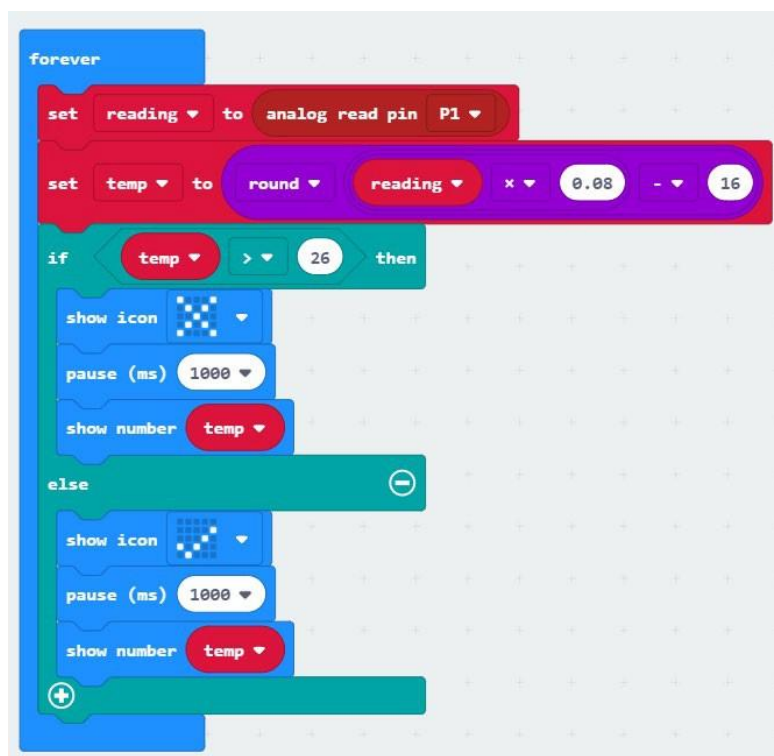 forever
set reading to analog read pin P1
set temp to round reading × 0.08 - 16
if temp > 26 then
show icon
pause (ms) 1000
show number temp
else
show icon
pause (ms) 1000
show number temp